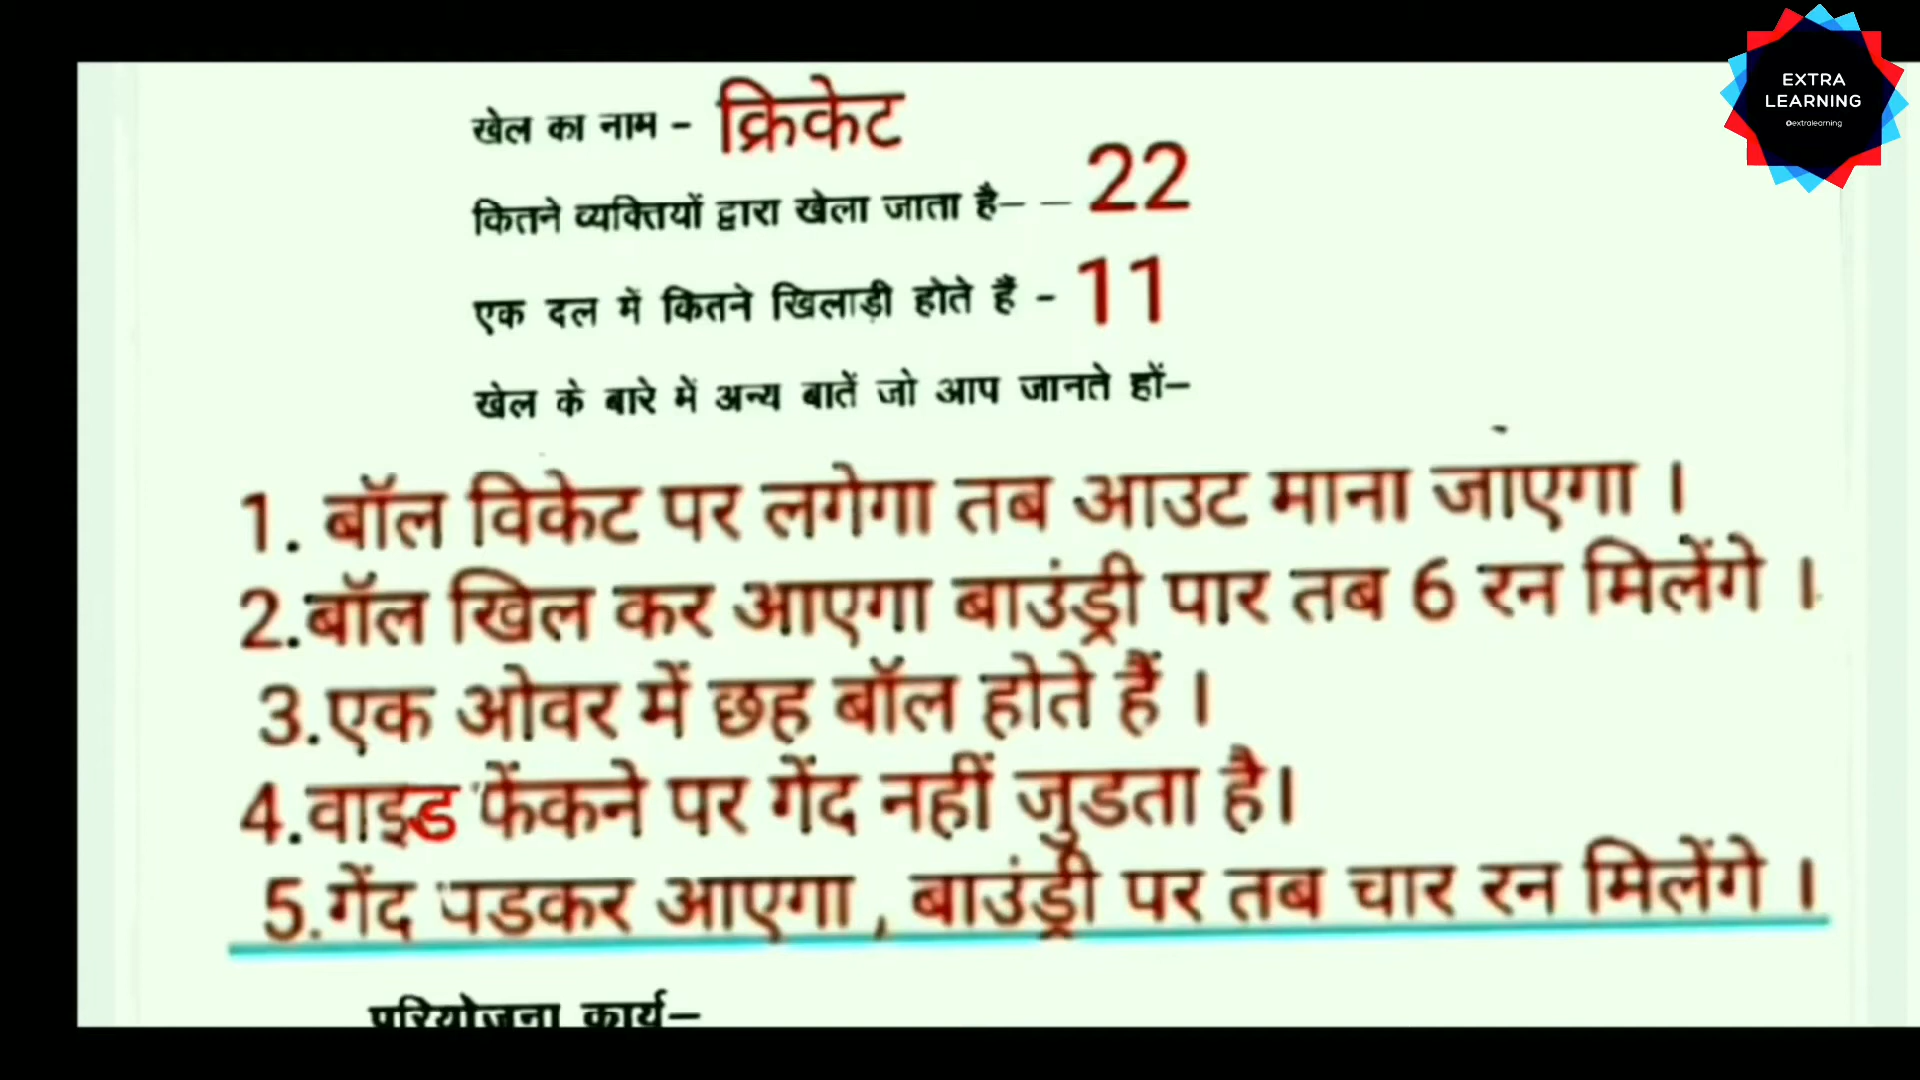 खेल का नाम - क्रिकेट
कितने व्यक्तियों द्वारा खेला जाता है- - 22
एक दल में कितने खिलाड़ी होते हैं - 11
खेल के बारे में अन्य बातें जो आप जानते हों-
1. बॉल विकेट पर लगेगा तब आउट माना जाएगा ।
2.बॉल खिल कर आएगा बाउंड्री पार तब 6 रन मिलेंगे ।
3.एक ओवर में छह बॉल होते हैं ।
4.वाइड फेंकने पर गेंद नहीं जुडता है।
5.गेंद पडकर आएगा , बाउंड्री पर तब चार रन मिलेंगे ।
परियोजना कार्य-
EXTRA
LEARNING
@extralearning